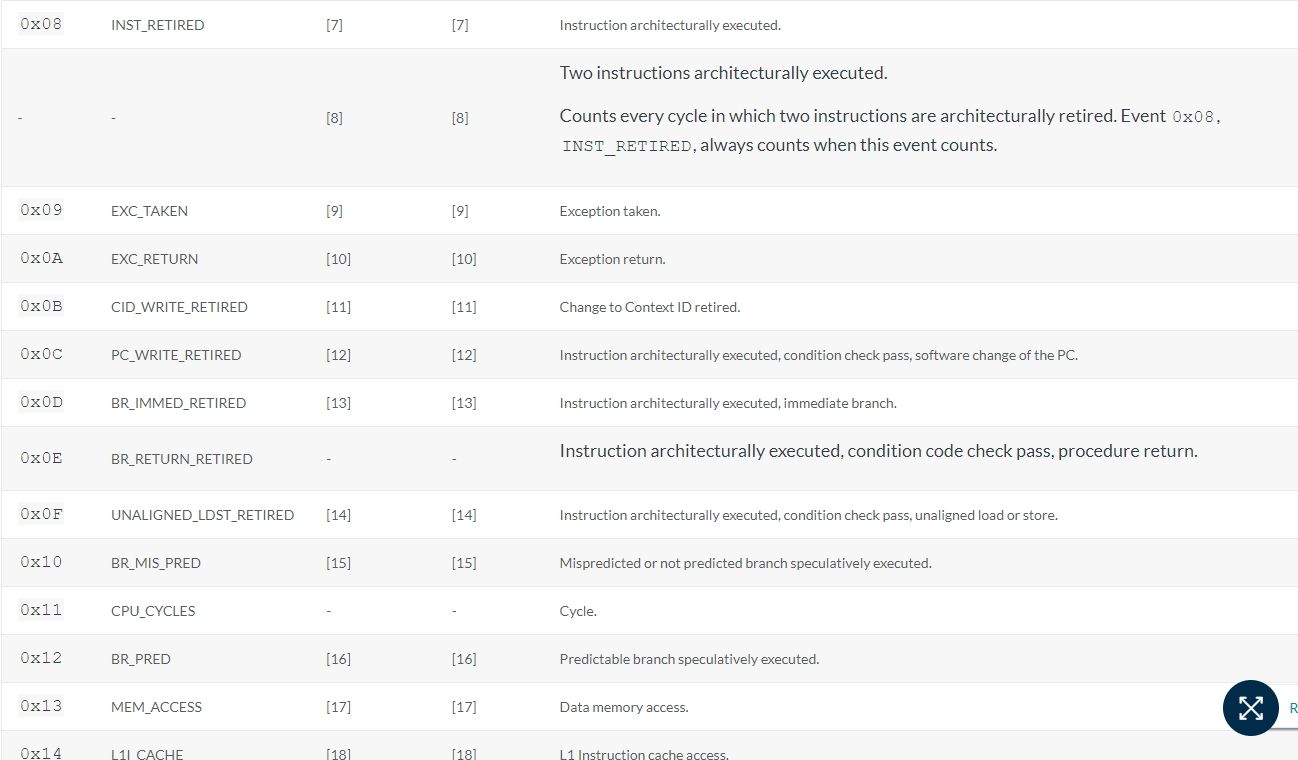 0x08 INST_RETIRED [7] [7] Instruction architecturally executed.
Two instructions architecturally executed.
- - [8] [8] Counts every cycle in which two instructions are architecturally retired. Event 0x08,
INST_RETIRED, always counts when this event counts.
0x09 EXC_TAKEN [9] [9] Exception taken.
0x0A EXC_RETURN [10] [10] Exception return.
0x0B CID_WRITE_RETIRED [11] [11] Change to Context ID retired.
0x0C PC_WRITE_RETIRED [12] [12] Instruction architecturally executed, condition check pass, software change of the PC.
0x0D BR_IMMED_RETIRED [13] [13] Instruction architecturally executed, immediate branch.
0x0E BR_RETURN_RETIRED - - Instruction architecturally executed, condition code check pass, procedure return.
0x0F UNALIGNED_LDST_RETIRED [14] [14] Instruction architecturally executed, condition check pass, unaligned load or store.
0x10 BR_MIS_PRED [15] [15] Mispredicted or not predicted branch speculatively executed.
0x11 CPU_CYCLES - - Cycle.
0x12 BR_PRED [16] [16] Predictable branch speculatively executed.
0x13 MEM_ACCESS [17] [17] Data memory access.
R
0x14 L1I_CACHE [18] [18] L1 Instruction cache access.